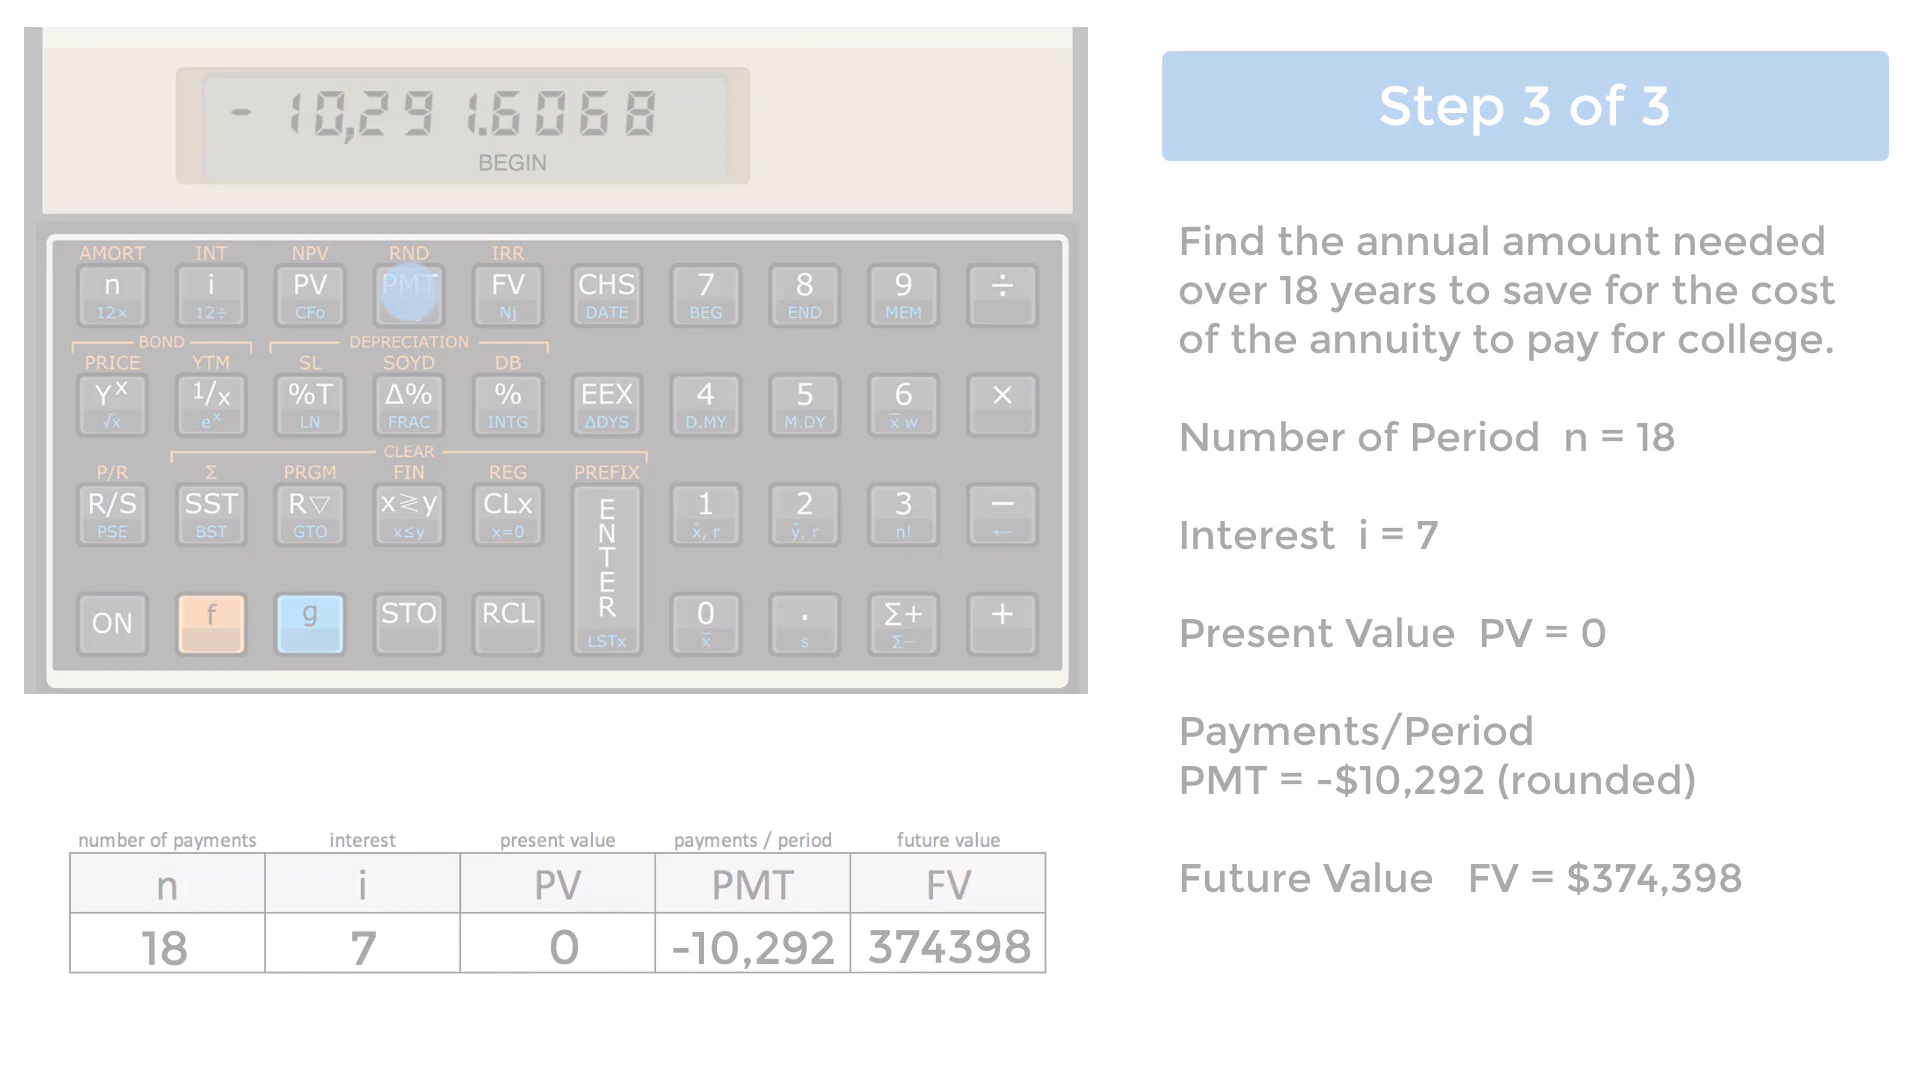 - 10,291.6068
BEGIN
AMORT INT NPV RND IRR
n i PV PMT FV CHS 7 8 9 ÷
12× 12÷ CFo Nj DATE BEG END MEM
BOND DEPRECIATION
PRICE YTM SL SOYD DB
Yˣ 1/x %T Δ% % EEX 4 5 6 ×
√x eˣ LN FRAC INTG ΔDYS D.MY M.DY x̄ w
CLEAR
P/R Σ PRGM FIN REG PREFIX
R/S SST R▽ x≷y CLx ENTER 1 2 3 −
PSE BST GTO x≤y x=0 x̂, r ŷ, r n! ←
ON f g STO RCL 0 . Σ+ +
LSTx x̄ s Σ−
Step 3 of 3
Find the annual amount needed
over 18 years to save for the cost
of the annuity to pay for college.
Number of Period n = 18
Interest i = 7
Present Value PV = 0
Payments/Period
PMT = -$10,292 (rounded)
Future Value FV = $374,398
number of payments interest present value payments / period future value
n i PV PMT FV
18 7 0 -10,292 374398